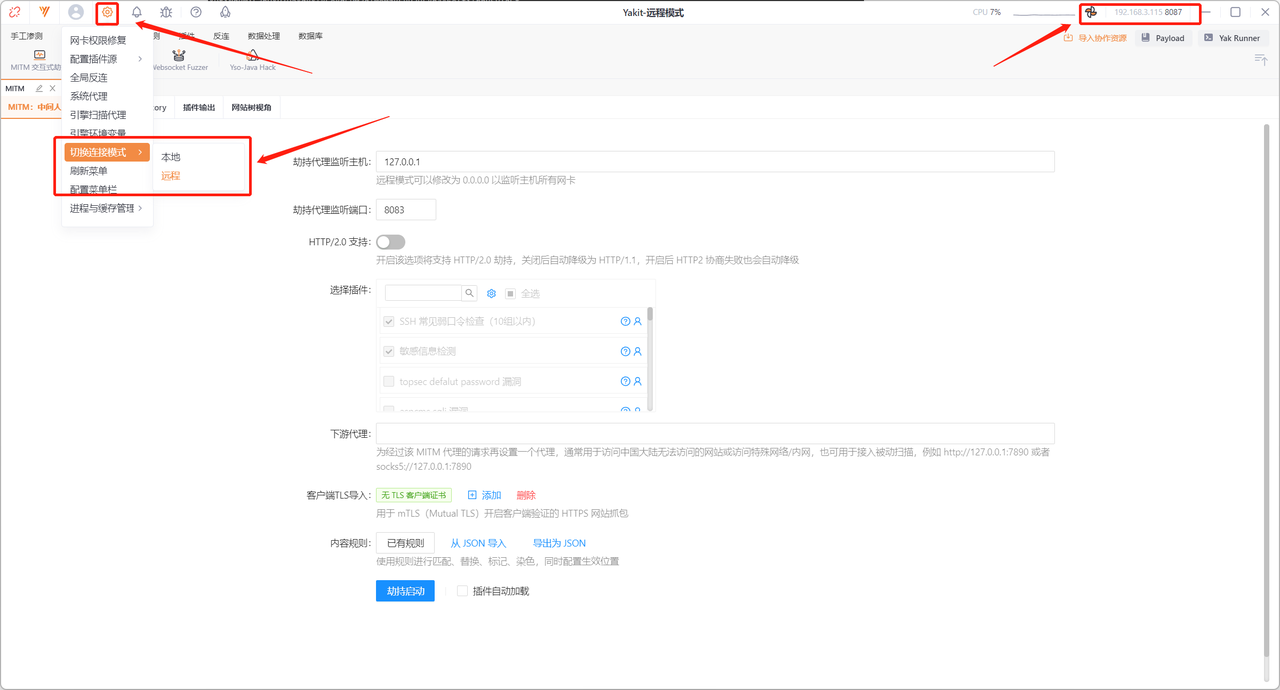 Yakit-远程模式
CPU 7%
192.168.3.115 8087
手工渗测
测
插件
反连
数据处理
数据库
导入协作资源
Payload
Yak Runner
MITM 交互式劫
Websocket Fuzzer
Yso-Java Hack
MITM
MITM：中间人
ory
插件输出
网站树视角
网卡权限修复
配置插件源
全局反连
系统代理
引擎扫描代理
引擎环境变量
切换连接模式
刷新菜单
配置菜单栏
进程与缓存管理
本地
远程
劫持代理监听主机：
127.0.0.1
远程模式可以修改为 0.0.0.0 以监听主机所有网卡
劫持代理监听端口：
8083
HTTP/2.0 支持：
开启该选项将支持 HTTP/2.0 劫持，关闭后自动降级为 HTTP/1.1，开启后 HTTP2 协商失败也会自动降级
选择插件：
全选
SSH 常见弱口令检查（10组以内）
敏感信息检测
topsec defalut password 漏洞
下游代理：
为经过该 MITM 代理的请求再设置一个代理，通常用于访问中国大陆无法访问的网站或访问特殊网络/内网，也可用于接入被动扫描，例如 http://127.0.0.1:7890 或者
socks5://127.0.0.1:7890
客户端TLS导入：
无 TLS 客户端证书
添加
删除
用于 mTLS（Mutual TLS）开启客户端验证的 HTTPS 网站抓包
内容规则：
已有规则
从 JSON 导入
导出为 JSON
使用规则进行匹配、替换、标记、染色，同时配置生效位置
劫持启动
插件自动加载